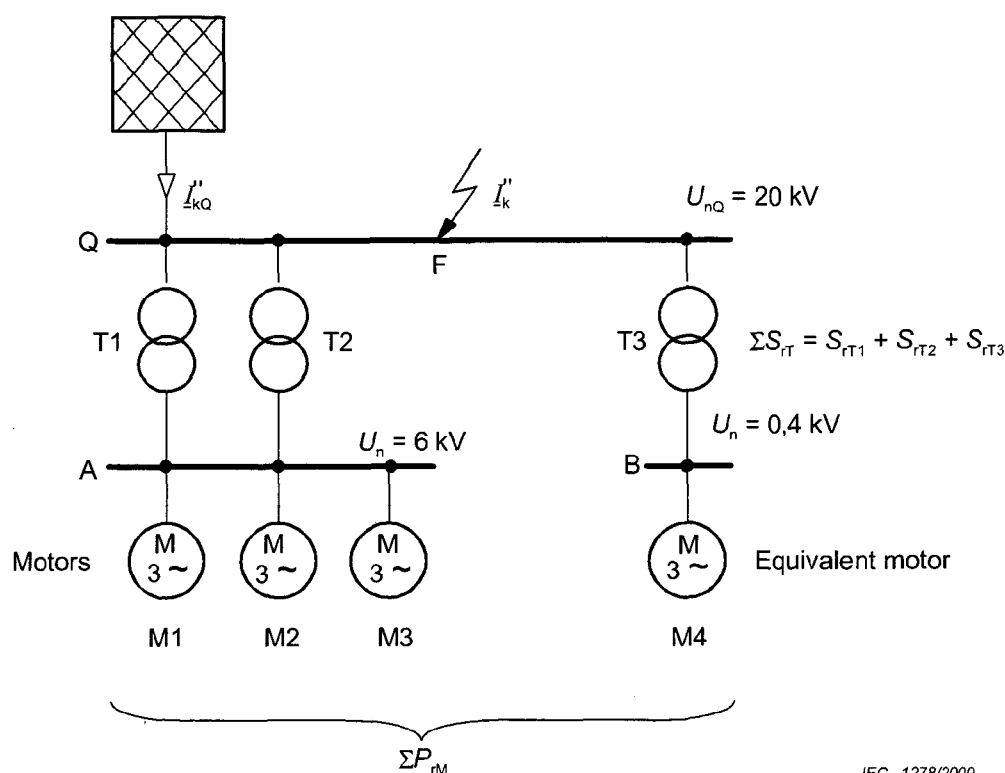 I''kQ
I''k
UnQ = 20 kV
Q
F
T1
T2
T3
ΣSrT = SrT1 + SrT2 + SrT3
Un = 6 kV
Un = 0,4 kV
A
B
Motors
M
3 ~
M
3 ~
M
3 ~
M
3 ~
Equivalent motor
M1
M2
M3
M4
ΣPrM
IEC 1278/2000